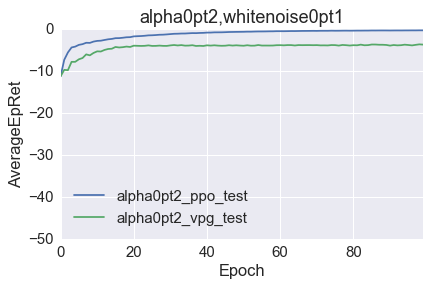 alpha0pt2,whitenoise0pt1
AverageEpRet
0
−10
−20
−30
−40
−50
alpha0pt2_ppo_test
alpha0pt2_vpg_test
0 20 40 60 80
Epoch